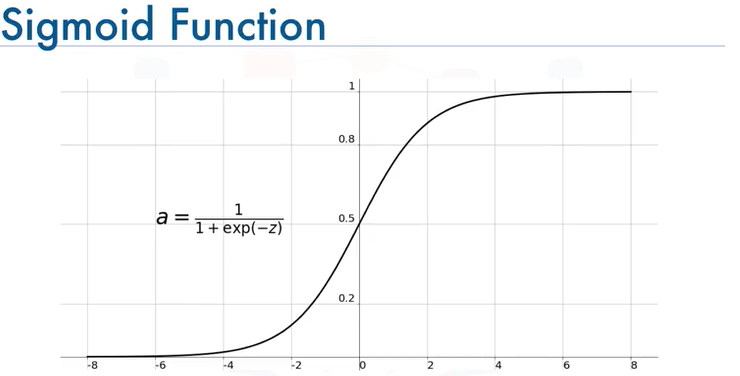 Sigmoid Function
1
0.8
a = 1 / 1 + exp(−z)
0.5
0.2
-8 -6 -4 -2 0 2 4 6 8